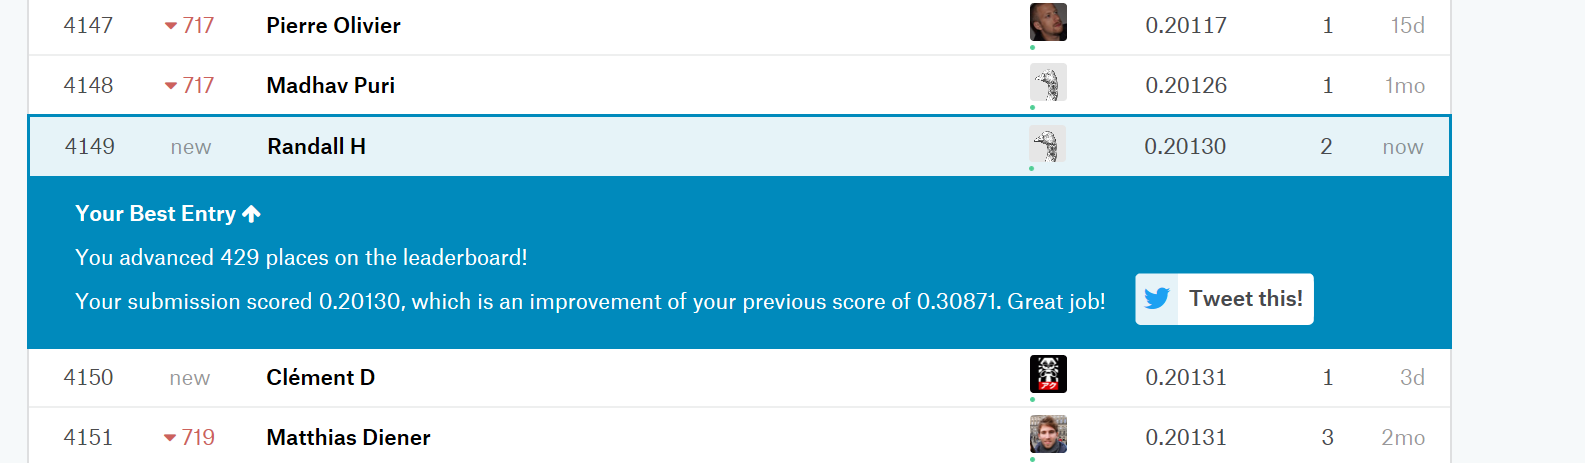 4147 717 Pierre Olivier 0.20117 1 15d
4148 717 Madhav Puri 0.20126 1 1mo
4149 new Randall H 0.20130 2 now
Your Best Entry
You advanced 429 places on the leaderboard!
Your submission scored 0.20130, which is an improvement of your previous score of 0.30871. Great job! Tweet this!
4150 new Clément D アク 0.20131 1 3d
4151 719 Matthias Diener 0.20131 3 2mo